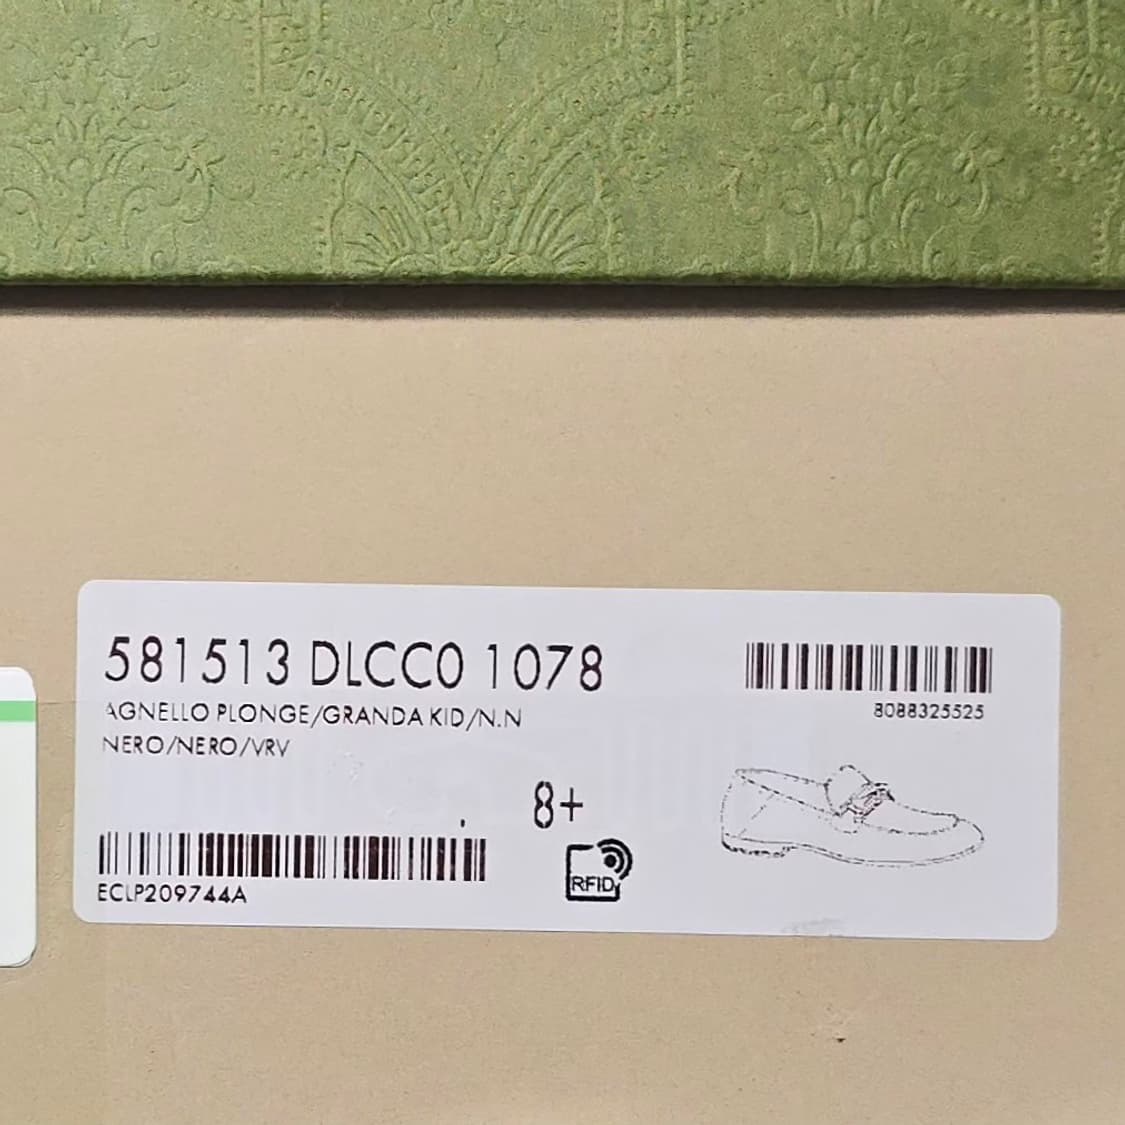 581513 DLCC0 1078
8088325525
AGNELLO PLONGE/GRANDA KID/N.N
NERO/NERO/VRV
8+
ECLP209744A
RFID